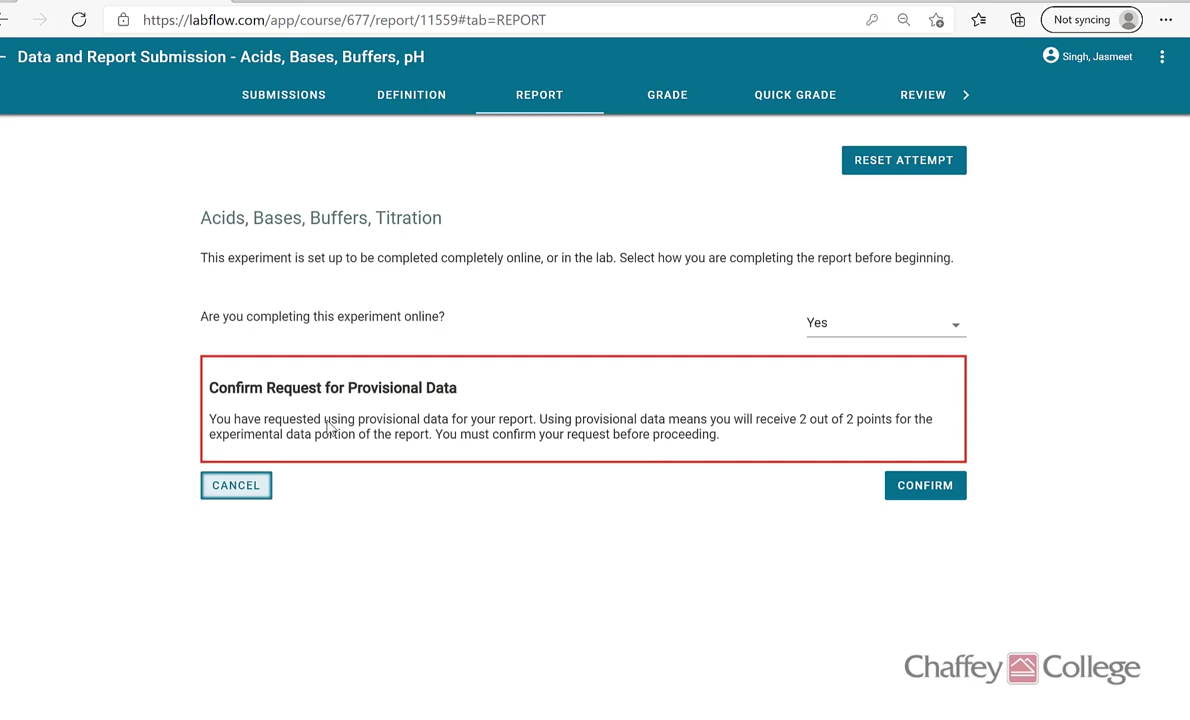 https://labflow.com/app/course/677/report/11559#tab=REPORT
Not syncing
Data and Report Submission - Acids, Bases, Buffers, pH
Singh, Jasmeet
SUBMISSIONS DEFINITION REPORT GRADE QUICK GRADE REVIEW
RESET ATTEMPT
Acids, Bases, Buffers, Titration
This experiment is set up to be completed completely online, or in the lab. Select how you are completing the report before beginning.
Are you completing this experiment online?
Yes
Confirm Request for Provisional Data
You have requested using provisional data for your report. Using provisional data means you will receive 2 out of 2 points for the
experimental data portion of the report. You must confirm your request before proceeding.
CANCEL CONFIRM
Chaffey College